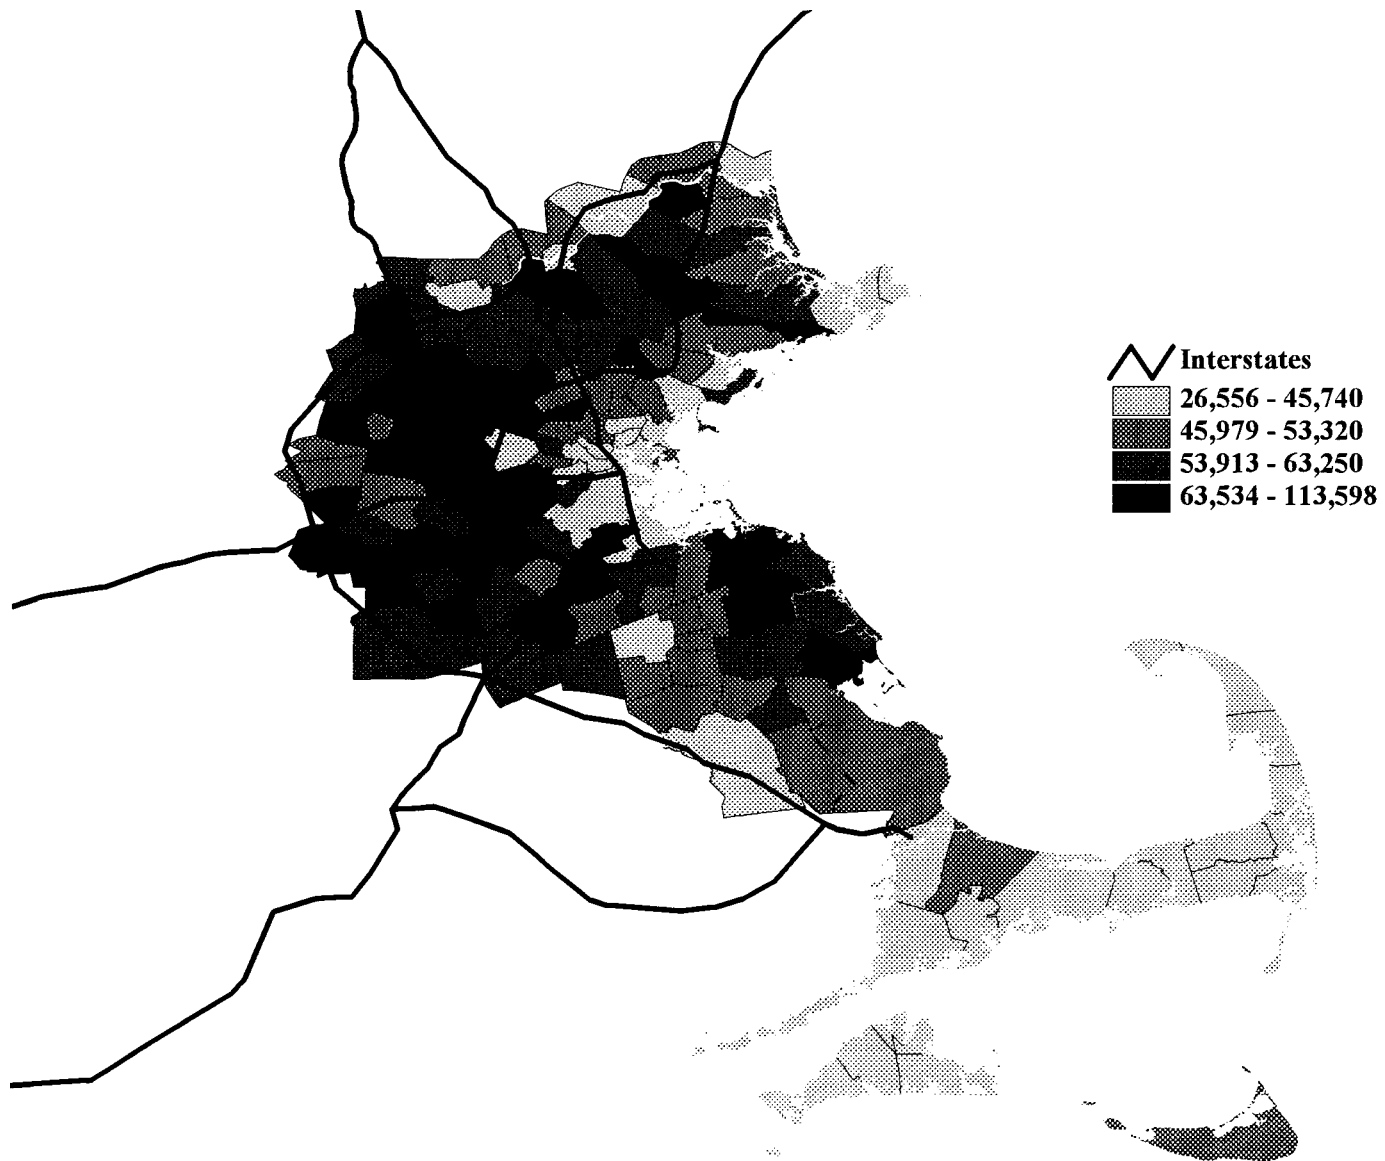 Interstates
26,556 - 45,740
45,979 - 53,320
53,913 - 63,250
63,534 - 113,598